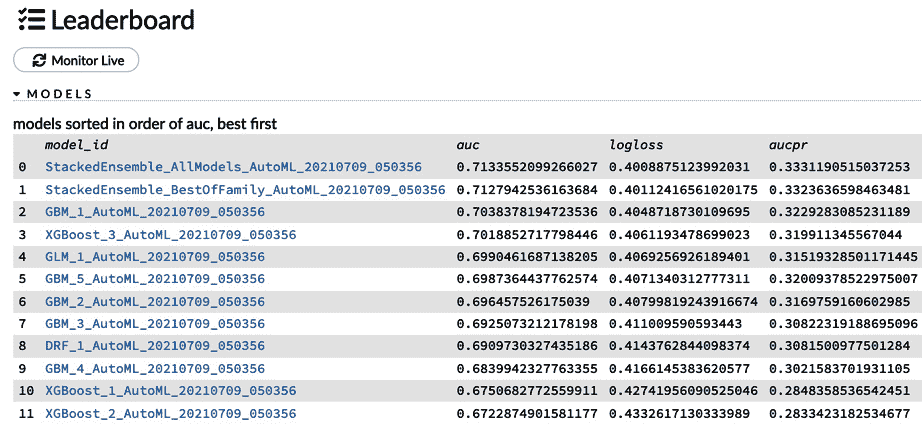 Leaderboard
Monitor Live
MODELS
models sorted in order of auc, best first
model_id auc logloss aucpr
0 StackedEnsemble_AllModels_AutoML_20210709_050356 0.7133552099266027 0.4008875123992031 0.3331190515037253
1 StackedEnsemble_BestOfFamily_AutoML_20210709_050356 0.7127942536163684 0.40112416561020175 0.3323636598463481
2 GBM_1_AutoML_20210709_050356 0.7038378194723536 0.4048718730109695 0.3229283085231189
3 XGBoost_3_AutoML_20210709_050356 0.7018852717798446 0.40611934786990​23 0.319911345567044
4 GLM_1_AutoML_20210709_050356 0.6990461687138205 0.4069256926189401 0.31519328501171445
5 GBM_5_AutoML_20210709_050356 0.6987364437762574 0.4071340312777311 0.32009378522975007
6 GBM_2_AutoML_20210709_050356 0.696457526175039 0.40799819243916674 0.3169759160602985
7 GBM_3_AutoML_20210709_050356 0.6925073212178198 0.411009590593443 0.30822319188695096
8 DRF_1_AutoML_20210709_050356 0.6909730327435186 0.4143762844098374 0.3081500977501284
9 GBM_4_AutoML_20210709_050356 0.6839942327763355 0.4166145383620577 0.3021583701931105
10 XGBoost_1_AutoML_20210709_050356 0.6750682772559911 0.42741956090525046 0.2848358536542451
11 XGBoost_2_AutoML_20210709_050356 0.6722874901581177 0.4332617130333989 0.2833423182534677